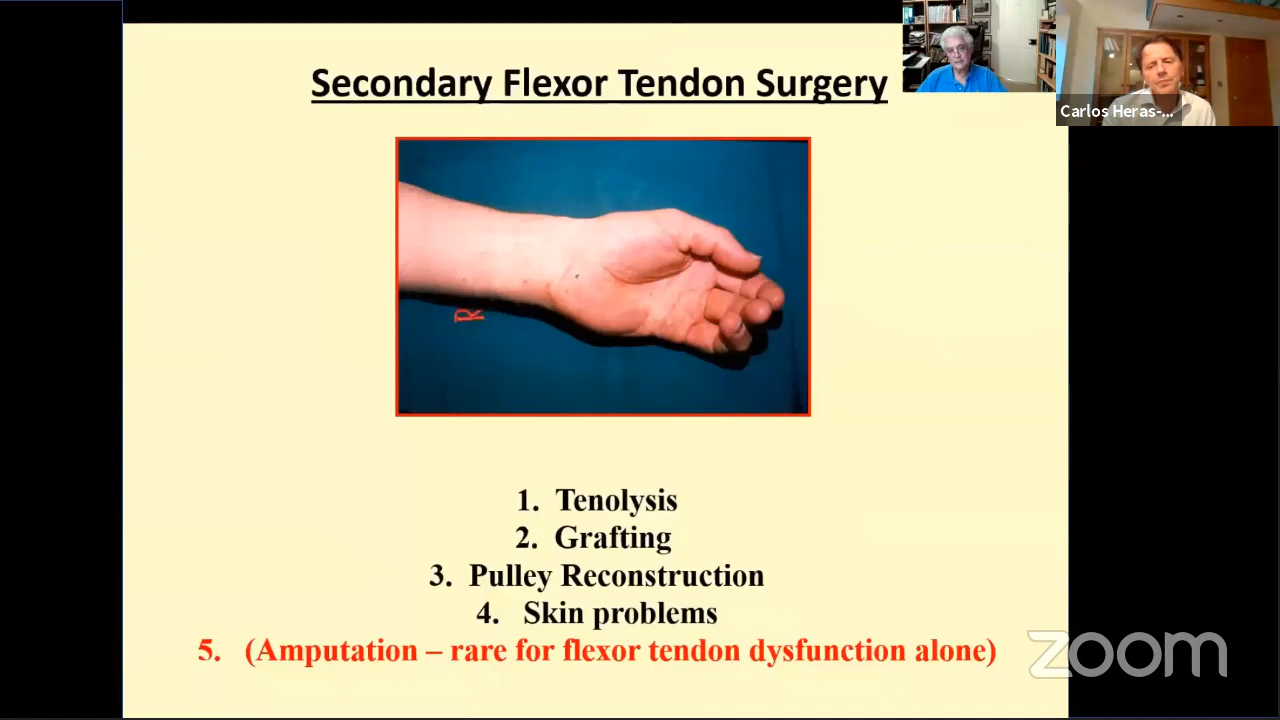 Secondary Flexor Tendon Surgery
Carlos Heras-...
R
1. Tenolysis
2. Grafting
3. Pulley Reconstruction
4. Skin problems
5. (Amputation – rare for flexor tendon dysfunction alone)
zoom